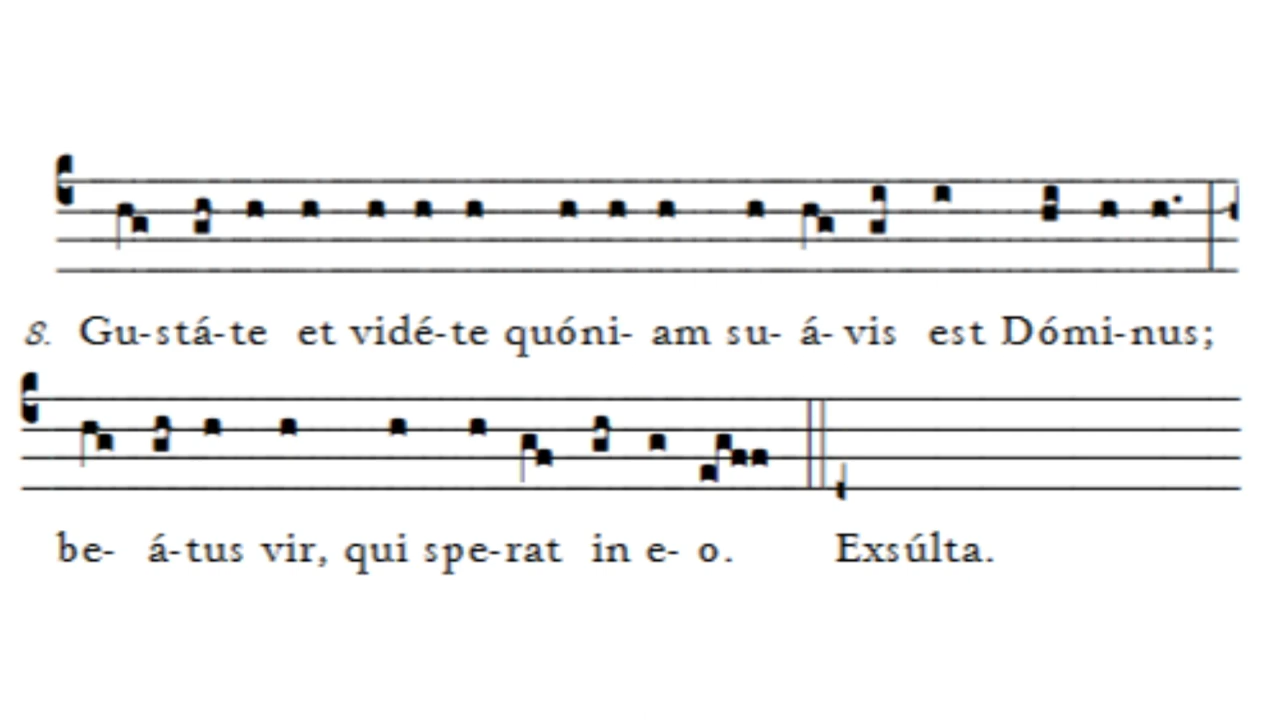 8. Gu-stá-te et vidé-te quóni- am su- á- vis est Dómi-nus;
be- á-tus vir, qui spe-rat in e- o. Exsúlta.